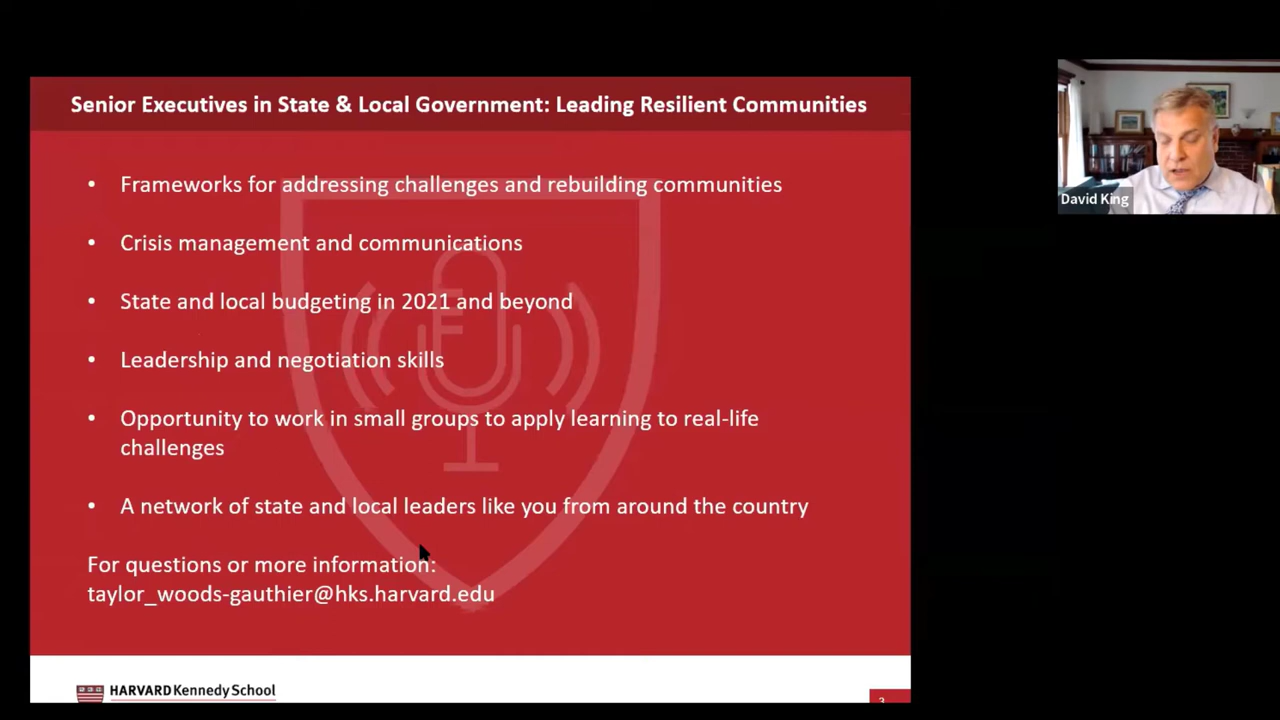 Senior Executives in State & Local Government: Leading Resilient Communities
• Frameworks for addressing challenges and rebuilding communities
• Crisis management and communications
• State and local budgeting in 2021 and beyond
• Leadership and negotiation skills
• Opportunity to work in small groups to apply learning to real-life
challenges
• A network of state and local leaders like you from around the country
For questions or more information:
taylor_woods-gauthier@hks.harvard.edu
HARVARD Kennedy School
3
David King